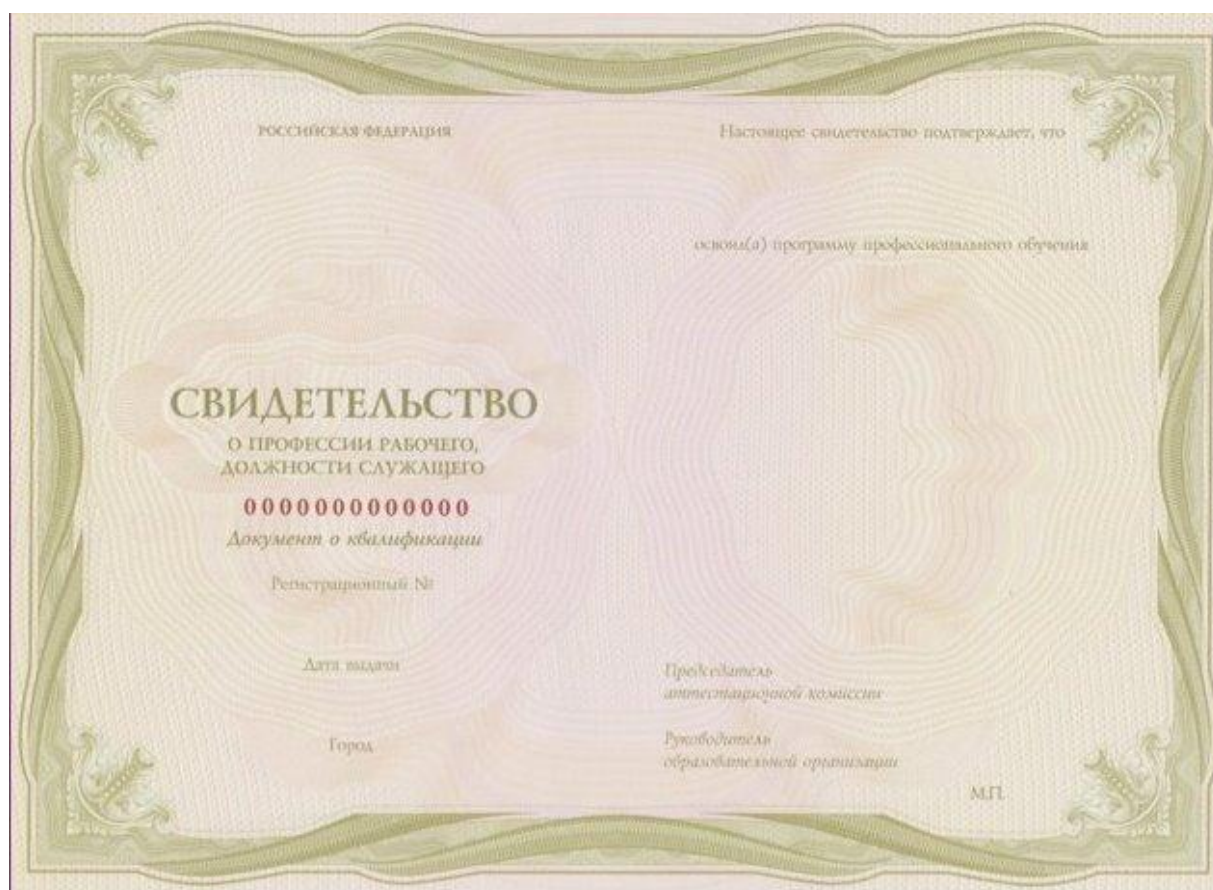 РОССИЙСКАЯ ФЕДЕРАЦИЯ
СВИДЕТЕЛЬСТВО
О ПРОФЕССИИ РАБОЧЕГО,
ДОЛЖНОСТИ СЛУЖАЩЕГО
0000000000000
Документ о квалификации
Регистрационный №
Дата выдачи
Город
Настоящее свидетельство подтверждает, что
освоил(а) программу профессионального обучения
Председатель
аттестационной комиссии
Руководитель
образовательной организации
М.П.